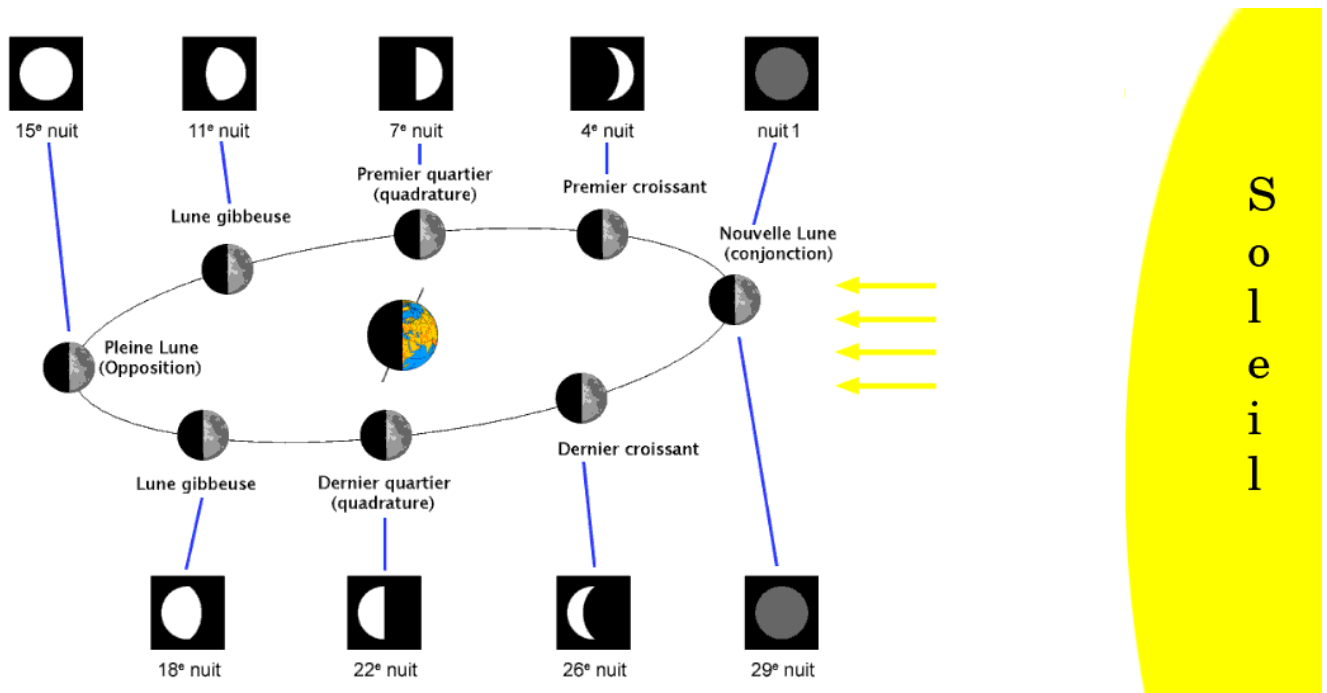 15ᵉ nuit
11ᵉ nuit
7ᵉ nuit
4ᵉ nuit
nuit 1
Premier quartier
(quadrature)
Premier croissant
Lune gibbeuse
Nouvelle Lune
(conjonction)
Pleine Lune
(Opposition)
Dernier croissant
Lune gibbeuse
Dernier quartier
(quadrature)
18ᵉ nuit
22ᵉ nuit
26ᵉ nuit
29ᵉ nuit
Soleil